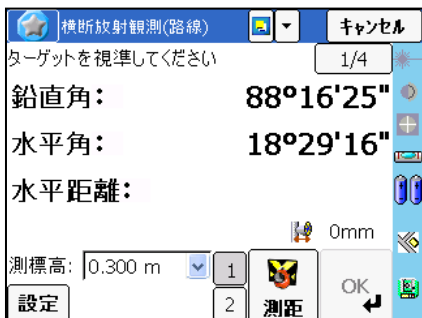 横断放射観測(路線)
キャンセル
ターゲットを視準してください
1/4
鉛直角: 88°16'25"
水平角: 18°29'16"
水平距離:
0mm
測標高: 0.300 m
1
2
設定
測距
OK